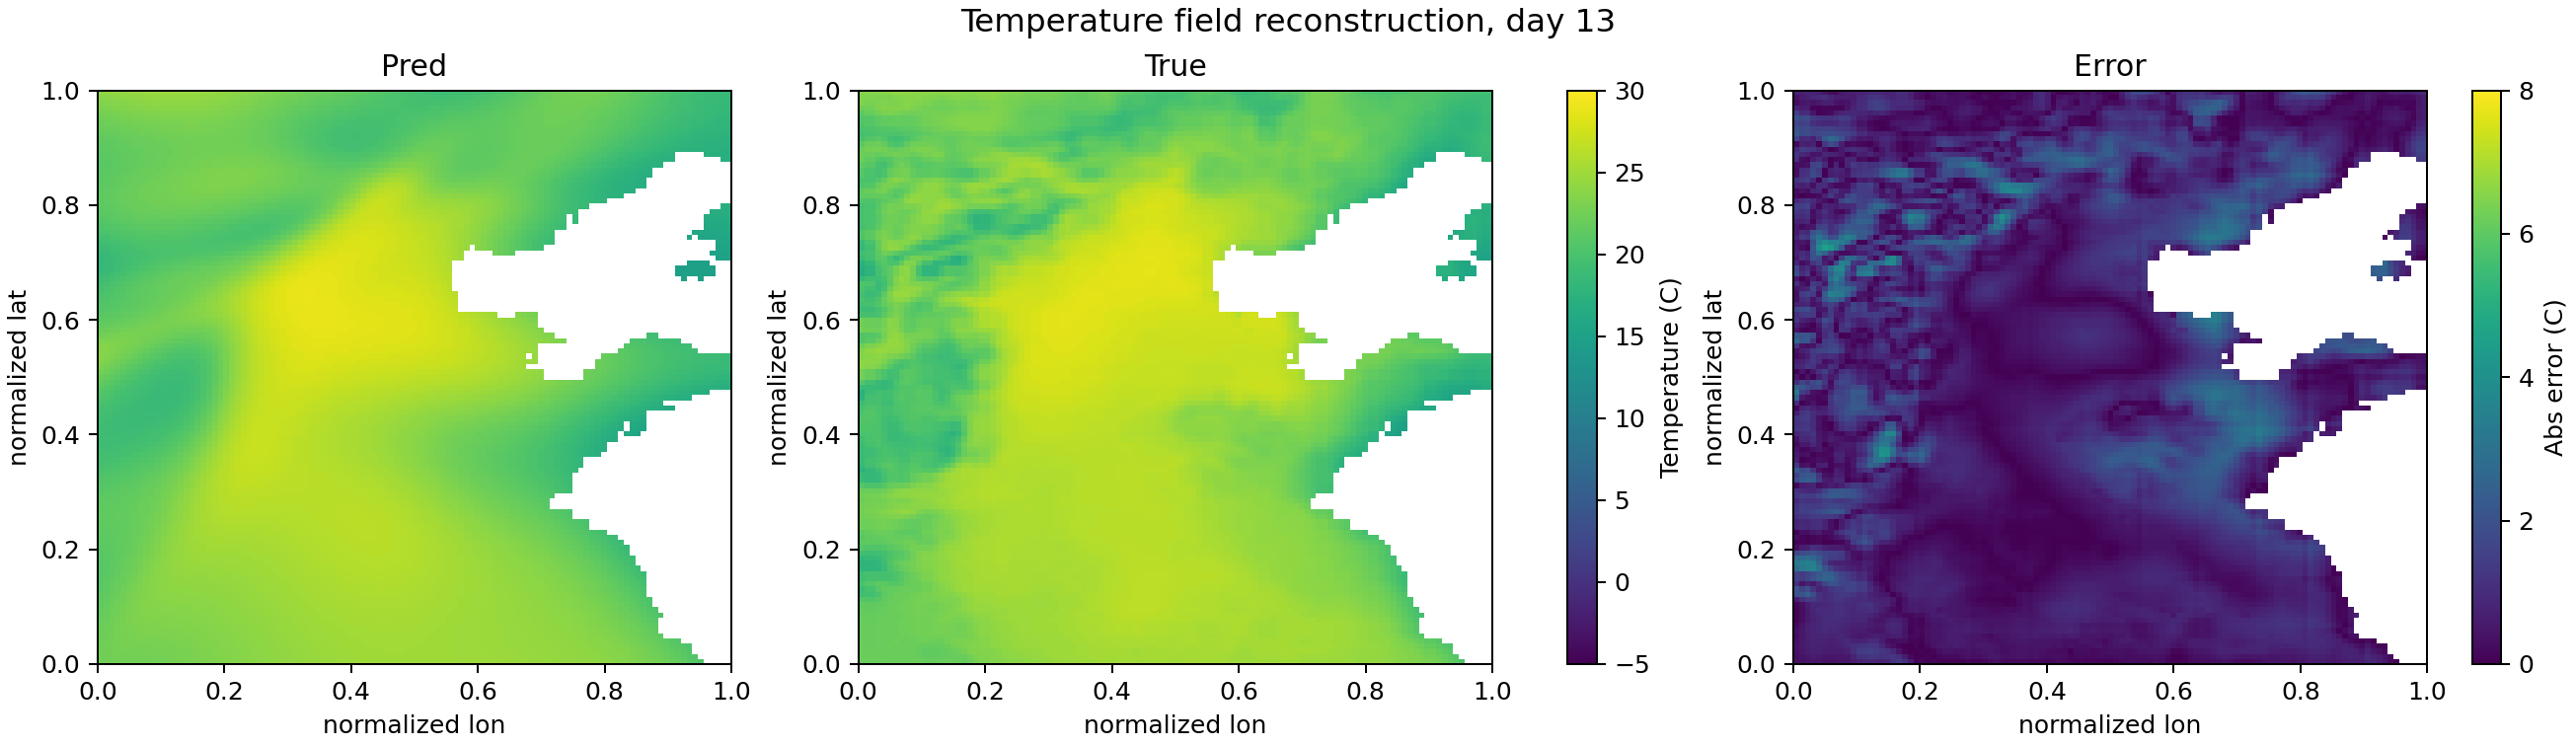 Temperature field reconstruction, day 13
Pred
1.0
0.8
0.6
0.4
0.2
0.0
normalized lat
0.0 0.2 0.4 0.6 0.8 1.0
normalized lon
True
1.0
0.8
0.6
0.4
0.2
0.0
normalized lat
0.0 0.2 0.4 0.6 0.8 1.0
normalized lon
30
25
20
15
10
5
0
−5
Temperature (C)
Error
1.0
0.8
0.6
0.4
0.2
0.0
normalized lat
0.0 0.2 0.4 0.6 0.8 1.0
normalized lon
8
6
4
2
0
Abs error (C)